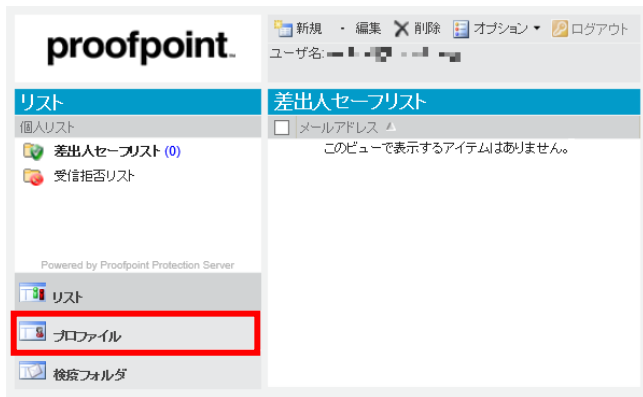 proofpoint™
新規 ・ 編集 削除 オプション ログアウト
ユーザ名:
リスト
個人リスト
差出人セーフリスト (0)
受信拒否リスト
Powered by Proofpoint Protection Server
リスト
プロファイル
検疫フォルダ
差出人セーフリスト
メールアドレス
このビューで表示するアイテムはありません。